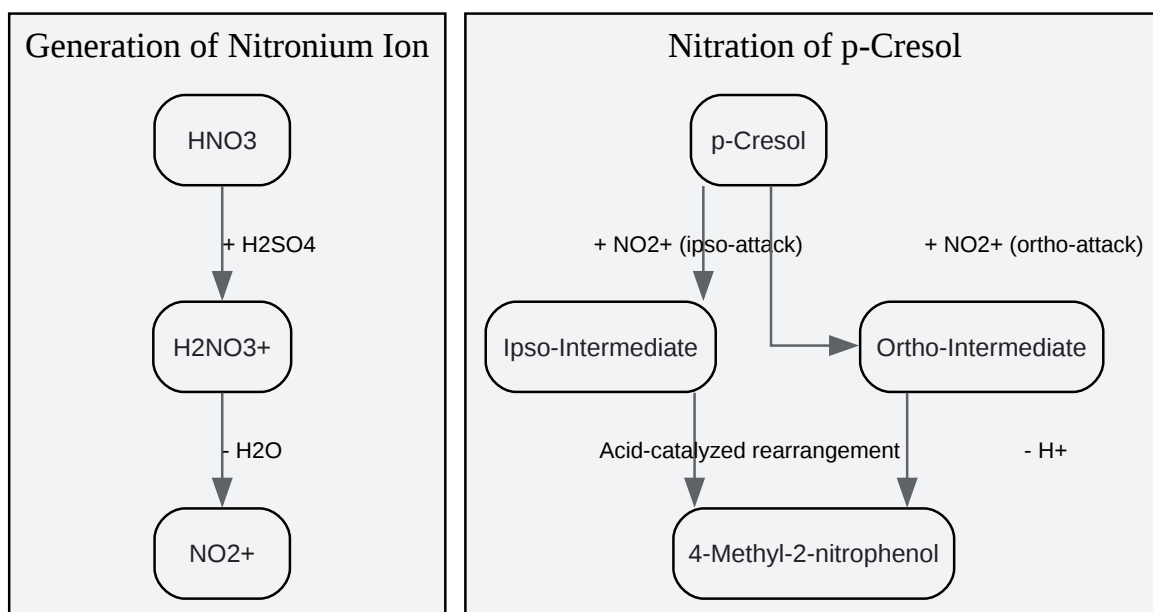 Generation of Nitronium Ion
HNO3
+ H2SO4
H2NO3+
- H2O
NO2+
Nitration of p-Cresol
p-Cresol
+ NO2+ (ipso-attack)
+ NO2+ (ortho-attack)
Ipso-Intermediate
Ortho-Intermediate
Acid-catalyzed rearrangement
- H+
4-Methyl-2-nitrophenol